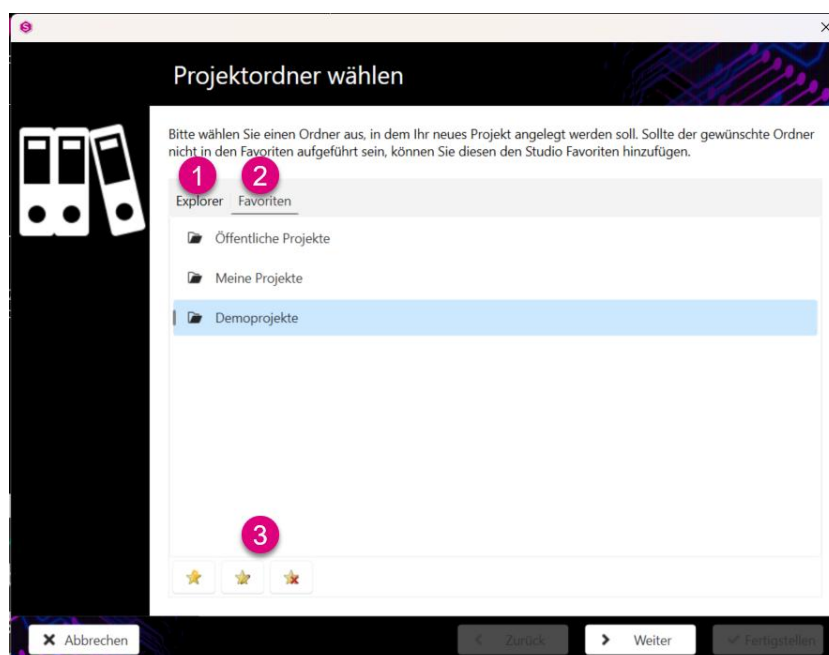 Projektordner wählen
Bitte wählen Sie einen Ordner aus, in dem Ihr neues Projekt angelegt werden soll. Sollte der gewünschte Ordner
nicht in den Favoriten aufgeführt sein, können Sie diesen den Studio Favoriten hinzufügen.
1 2
Explorer Favoriten
Öffentliche Projekte
Meine Projekte
Demoprojekte
3
Abbrechen Zurück Weiter Fertigstellen